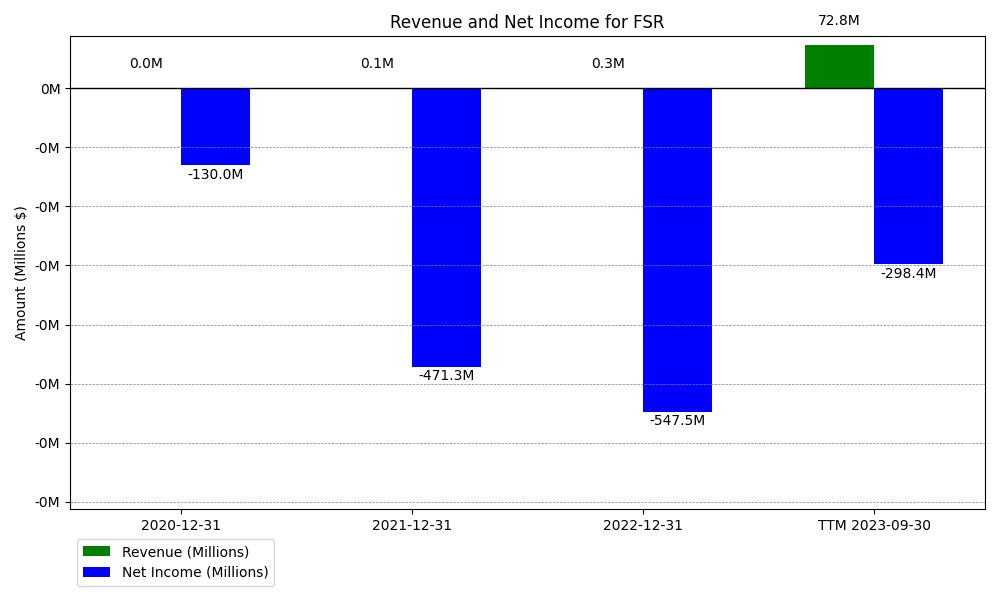 Revenue and Net Income for FSR
72.8M
0.0M
0.1M
0.3M
0M
-0M
-130.0M
-0M
-0M
-298.4M
-0M
-471.3M
-0M
-547.5M
-0M
-0M
Amount (Millions $)
2020-12-31
2021-12-31
2022-12-31
TTM 2023-09-30
Revenue (Millions)
Net Income (Millions)